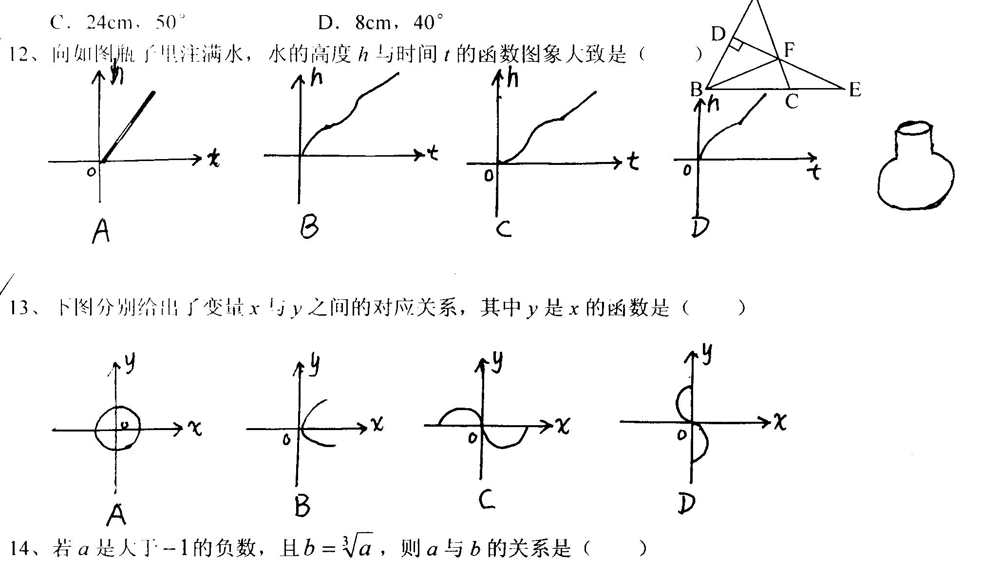 C. 24cm, 50° D. 8cm, 40°
12、向如图瓶子里注满水，水的高度 h 与时间 t 的函数图象大致是（ ）
D F B C E
h h h h
t t t t
0 0 0
A B C D
13、下图分别给出了变量 x 与 y 之间的对应关系，其中 y 是 x 的函数是（ ）
y y y y
x x x x
0 0 0 0
A B C D
14、若 a 是大于 −1 的负数，且 b = ∛a，则 a 与 b 的关系是（ ）